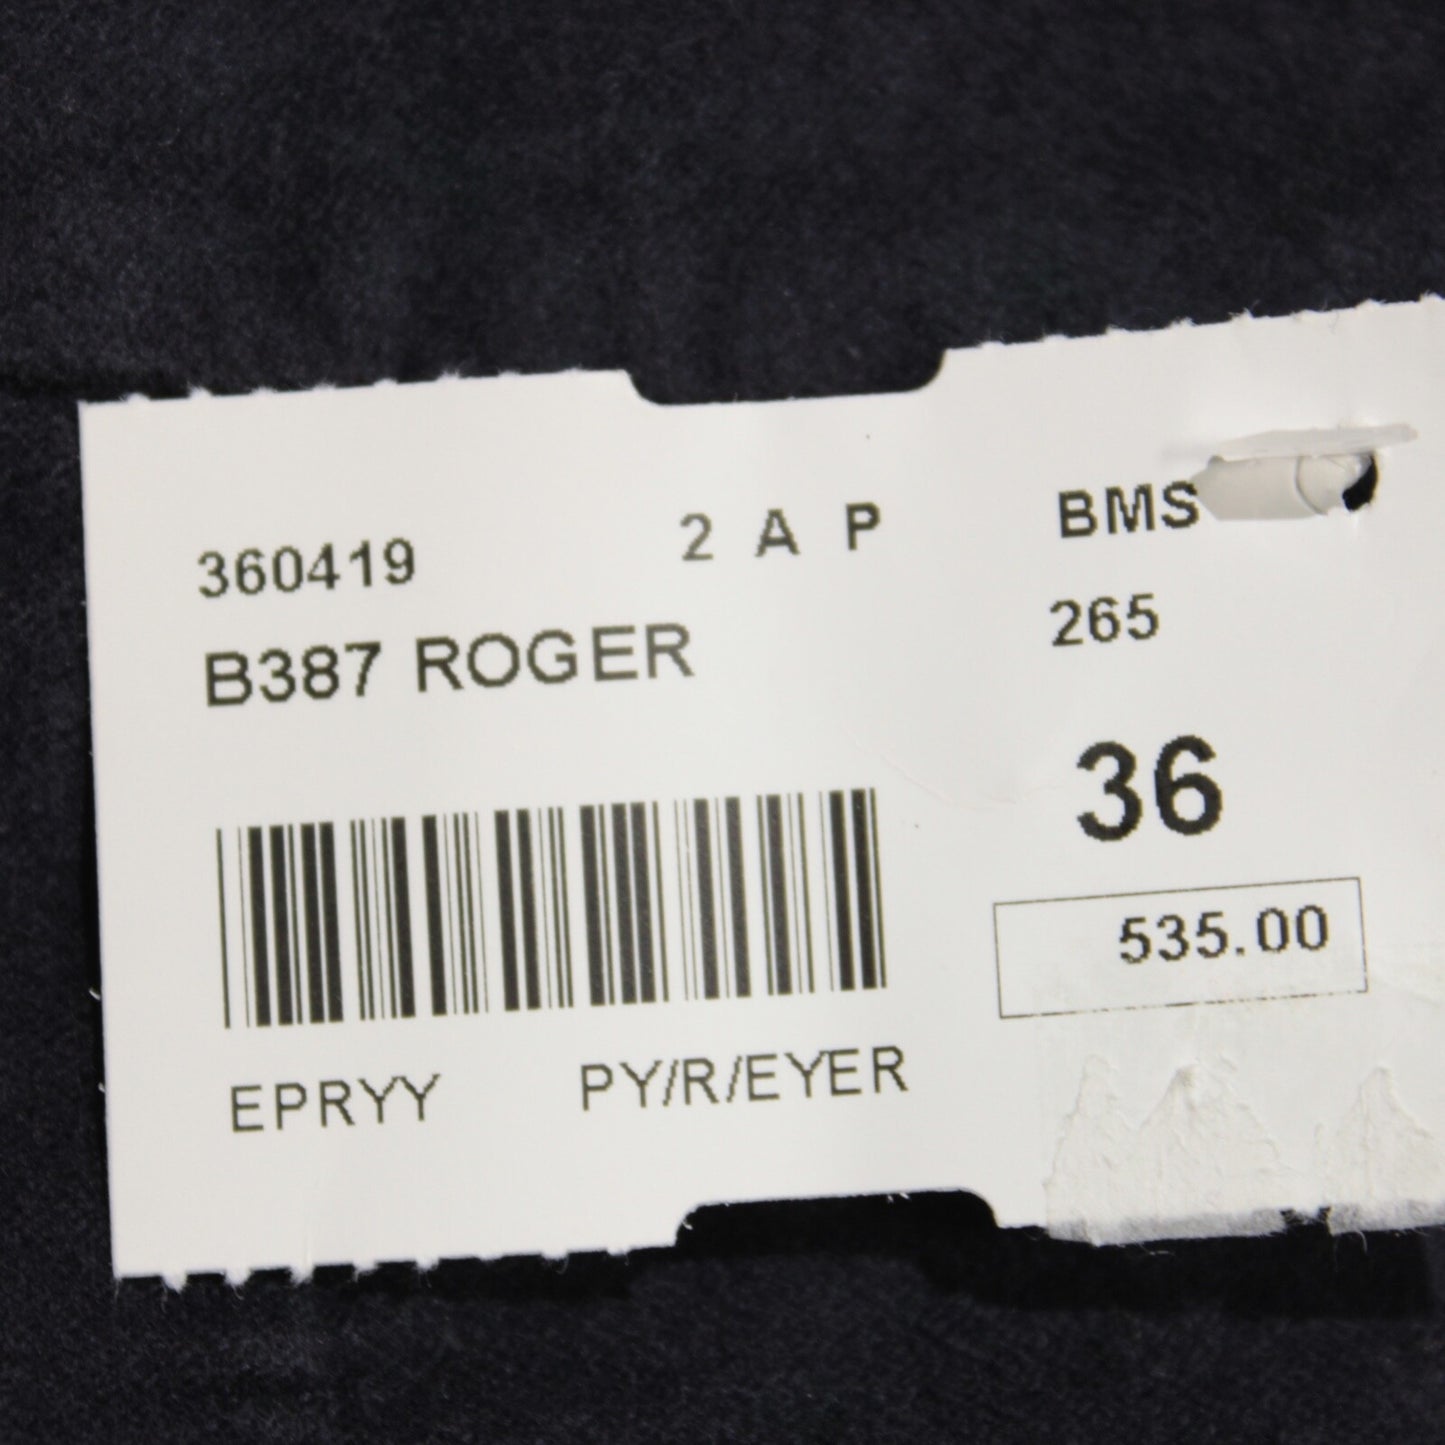 360419 2 A P BMS
B387 ROGER 265
36
535.00
EPRYY PY/R/EYER